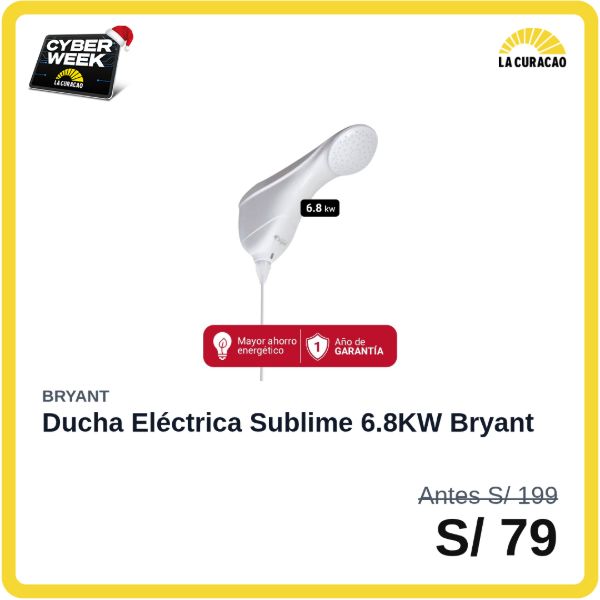 CYBER
WEEK
LA CURACAO
LA CURACAO
6.8 kw
Mayor ahorro
energético
1
Año de
GARANTÍA
BRYANT
Ducha Eléctrica Sublime 6.8KW Bryant
Antes S/ 199
S/ 79